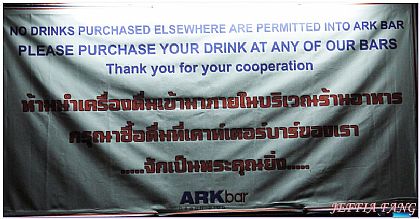 NO DRINKS PURCHASED ELSEWHERE ARE PERMITTED INTO ARK BAR
PLEASE PURCHASE YOUR DRINK AT ANY OF OUR BARS
Thank you for your cooperation
ห้ามนำเครื่องดื่มเข้ามาภายในบริเวณร้านอาหาร
กรุณาซื้อดื่มที่เคาท์เตอร์บาร์ของเรา
.....จักเป็นพระคุณยิ่ง.....
ARKbar
JEFFIA FANG